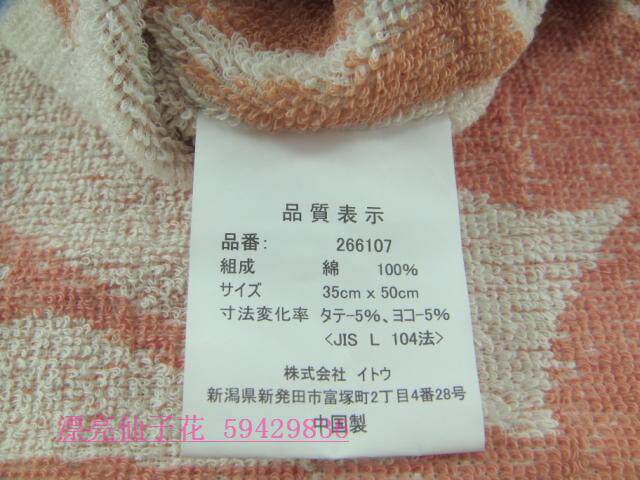 品質表示
品番: 266107
組成 綿 100%
サイズ 35cm x 50cm
寸法変化率 タテ-5%、ヨコ-5%
<JIS L 104法>
株式会社 イトウ
新潟県新発田市富塚町2丁目4番28号
中国製
漂亮仙子花